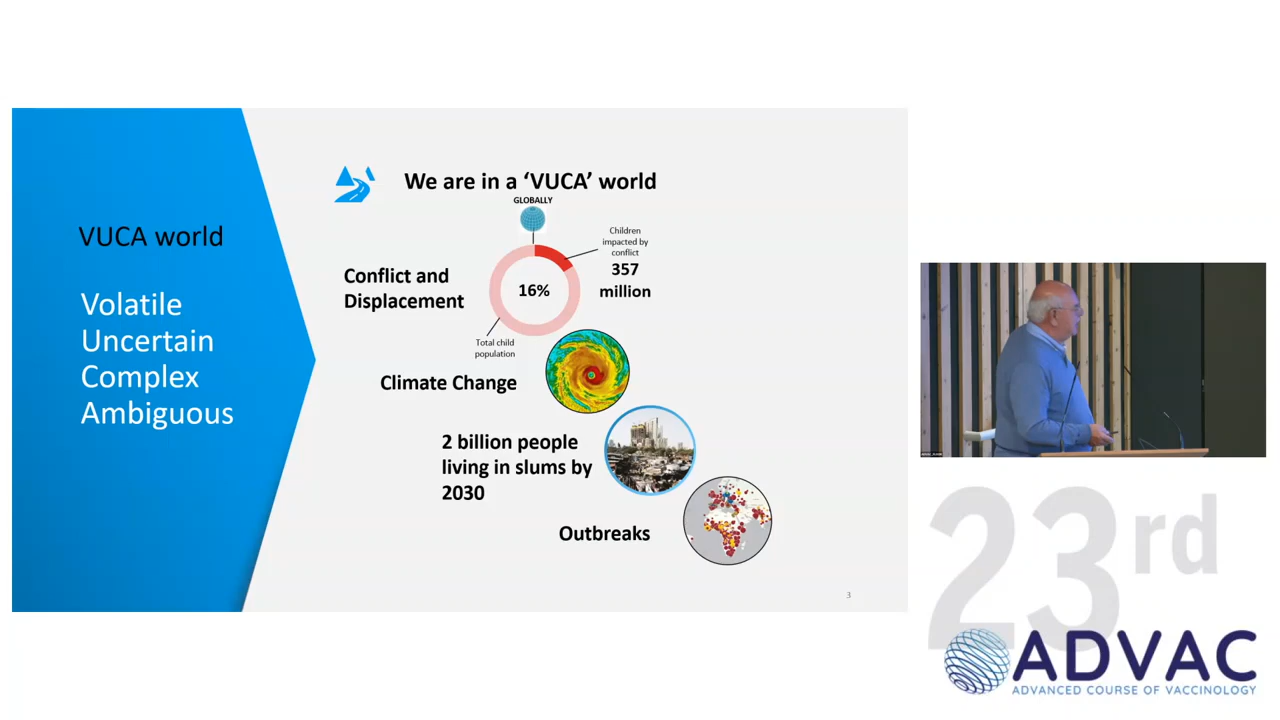 VUCA world
Volatile
Uncertain
Complex
Ambiguous
We are in a ‘VUCA’ world
GLOBALLY
Children
impacted by
conflict
357
million
Conflict and
Displacement
16%
Total child
population
Climate Change
2 billion people
living in slums by
2030
Outbreaks
3
23rd
ADVAC
ADVANCED COURSE OF VACCINOLOGY